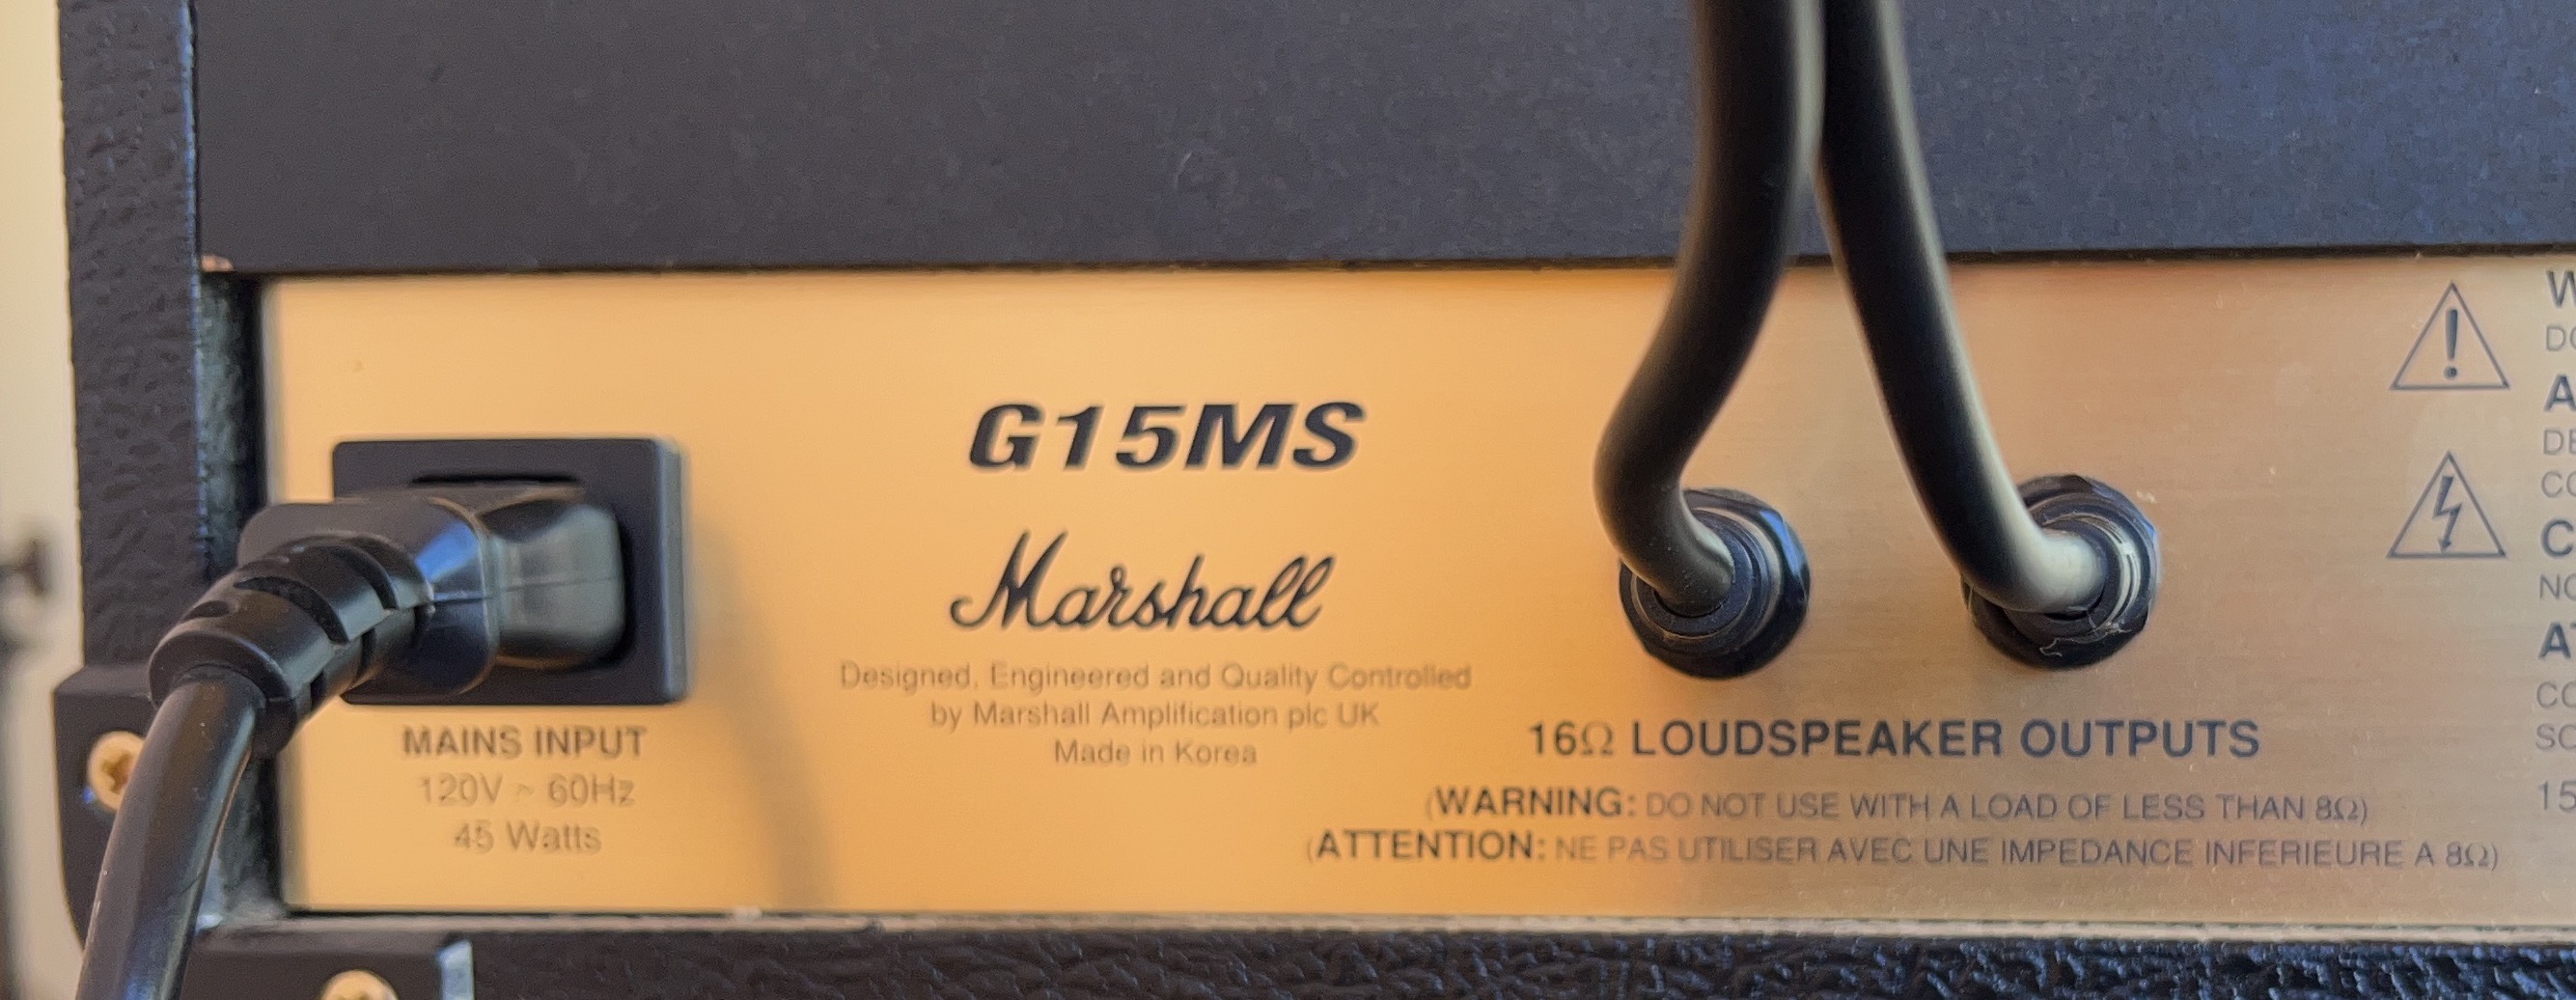 G15MS
Marshall
Designed, Engineered and Quality Controlled
by Marshall Amplification plc UK
Made in Korea
MAINS INPUT
120V ~ 60Hz
45 Watts
16Ω LOUDSPEAKER OUTPUTS
(WARNING: DO NOT USE WITH A LOAD OF LESS THAN 8Ω)
(ATTENTION: NE PAS UTILISER AVEC UNE IMPEDANCE INFERIEURE A 8Ω)